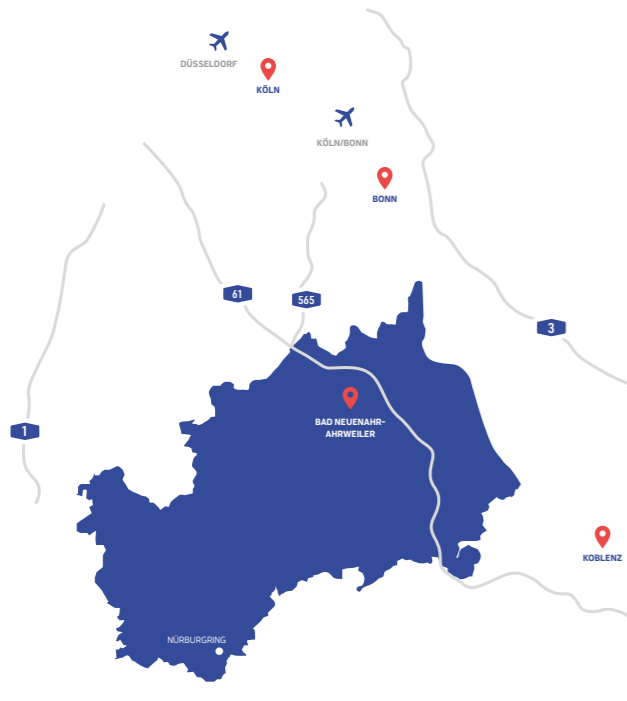 DÜSSELDORF
KÖLN
KÖLN/BONN
BONN
61
565
3
BAD NEUENAHR-
AHRWEILER
1
KOBLENZ
NÜRBURGRING